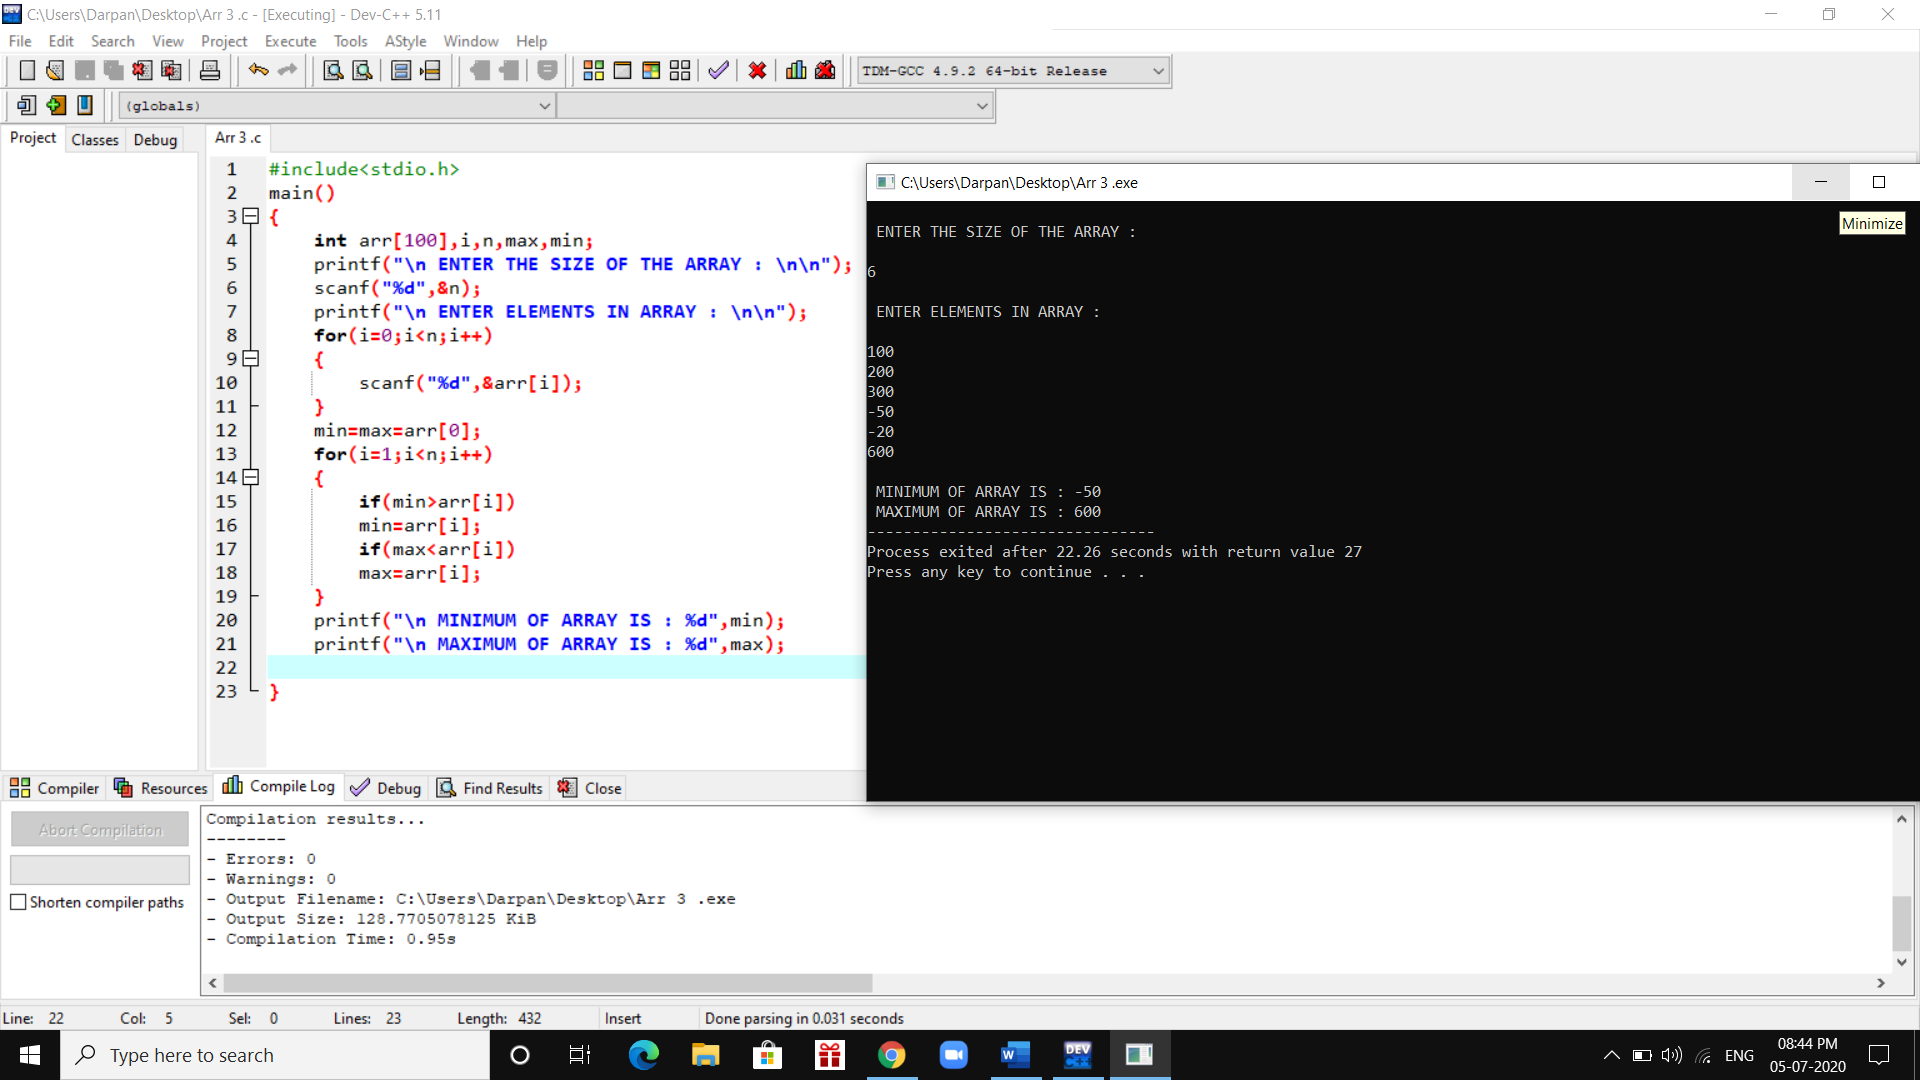 C:\Users\Darpan\Desktop\Arr 3 .c - [Executing] - Dev-C++ 5.11
File Edit Search View Project Execute Tools AStyle Window Help
TDM-GCC 4.9.2 64-bit Release
(globals)
Project Classes Debug
Arr 3 .c
1 #include<stdio.h>
2 main()
3 {
4 int arr[100],i,n,max,min;
5 printf("\n ENTER THE SIZE OF THE ARRAY : \n\n");
6 scanf("%d",&n);
7 printf("\n ENTER ELEMENTS IN ARRAY : \n\n");
8 for(i=0;i<n;i++)
9 {
10 scanf("%d",&arr[i]);
11 }
12 min=max=arr[0];
13 for(i=1;i<n;i++)
14 {
15 if(min>arr[i])
16 min=arr[i];
17 if(max<arr[i])
18 max=arr[i];
19 }
20 printf("\n MINIMUM OF ARRAY IS : %d",min);
21 printf("\n MAXIMUM OF ARRAY IS : %d",max);
22
23 }
C:\Users\Darpan\Desktop\Arr 3 .exe
Minimize
ENTER THE SIZE OF THE ARRAY :
6
ENTER ELEMENTS IN ARRAY :
100
200
300
-50
-20
600
MINIMUM OF ARRAY IS : -50
MAXIMUM OF ARRAY IS : 600
--------------------------------
Process exited after 22.26 seconds with return value 27
Press any key to continue . . .
Compiler Resources Compile Log Debug Find Results Close
Abort Compilation
Shorten compiler paths
Compilation results...
--------
- Errors: 0
- Warnings: 0
- Output Filename: C:\Users\Darpan\Desktop\Arr 3 .exe
- Output Size: 128.7705078125 KiB
- Compilation Time: 0.95s
Line: 22 Col: 5 Sel: 0 Lines: 23 Length: 432 Insert Done parsing in 0.031 seconds
Type here to search
W
DEV C++
ENG
08:44 PM
05-07-2020